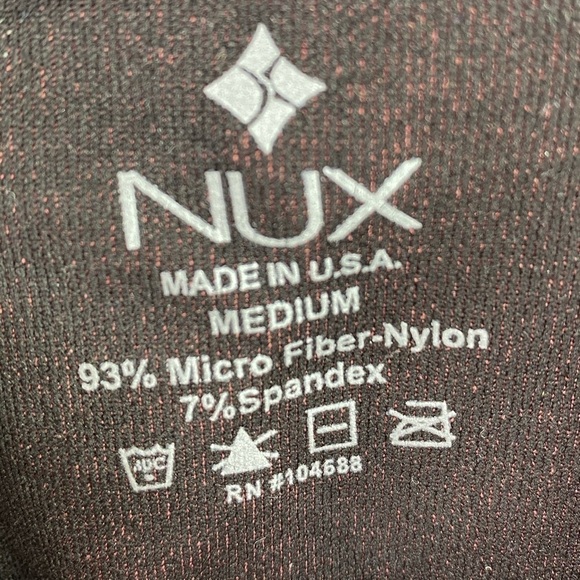 NUX
MADE IN U.S.A.
MEDIUM
93% Micro Fiber-Nylon
7% Spandex
RN #104688